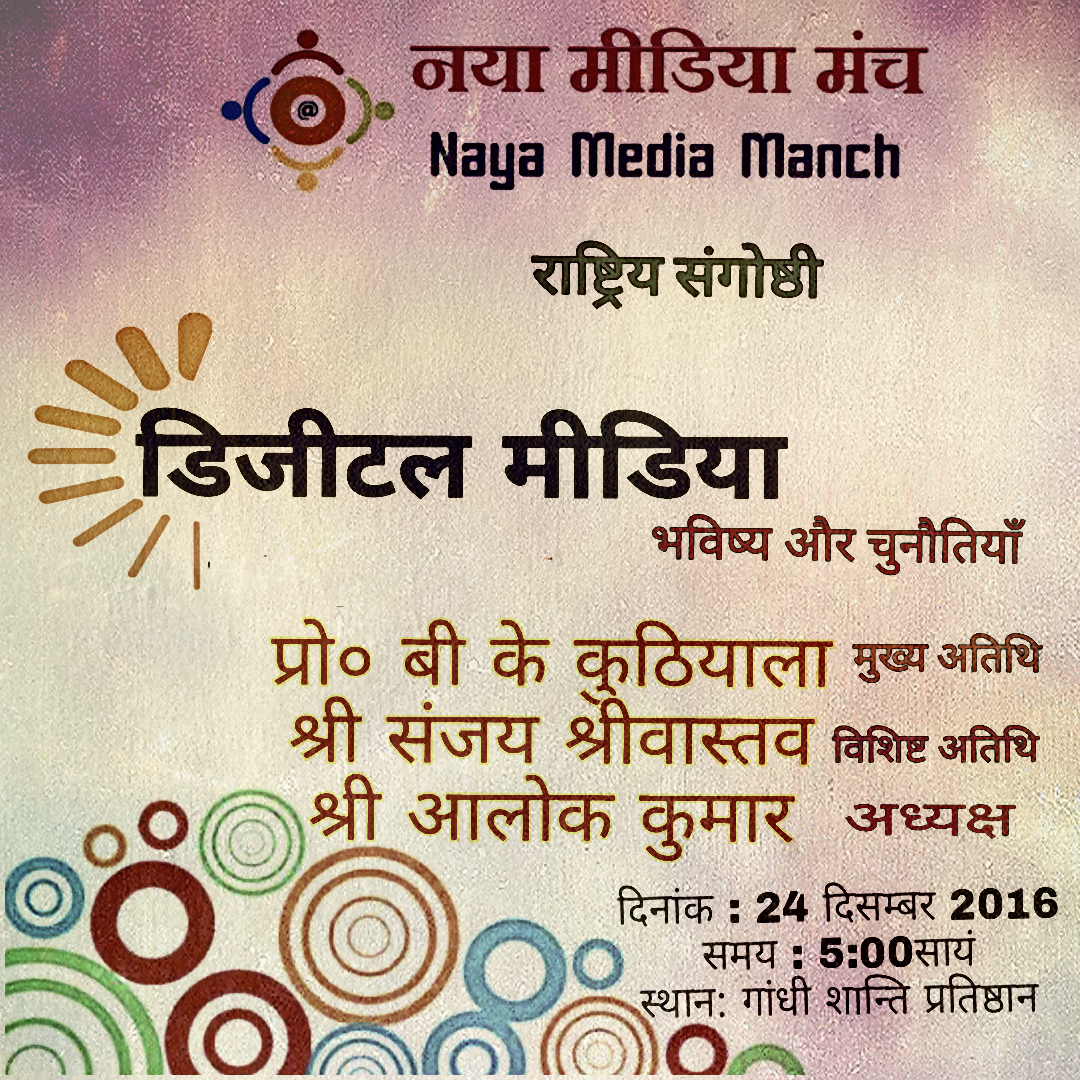 @
नया मीडिया मंच
Naya Media Manch
राष्ट्रिय संगोष्ठी
डिजीटल मीडिया
भविष्य और चुनौतियाँ
प्रो० बी के कुठियाला मुख्य अतिथि
श्री संजय श्रीवास्तव विशिष्ट अतिथि
श्री आलोक कुमार अध्यक्ष
दिनांक : 24 दिसम्बर 2016
समय : 5:00सायं
स्थान: गांधी शान्ति प्रतिष्ठान